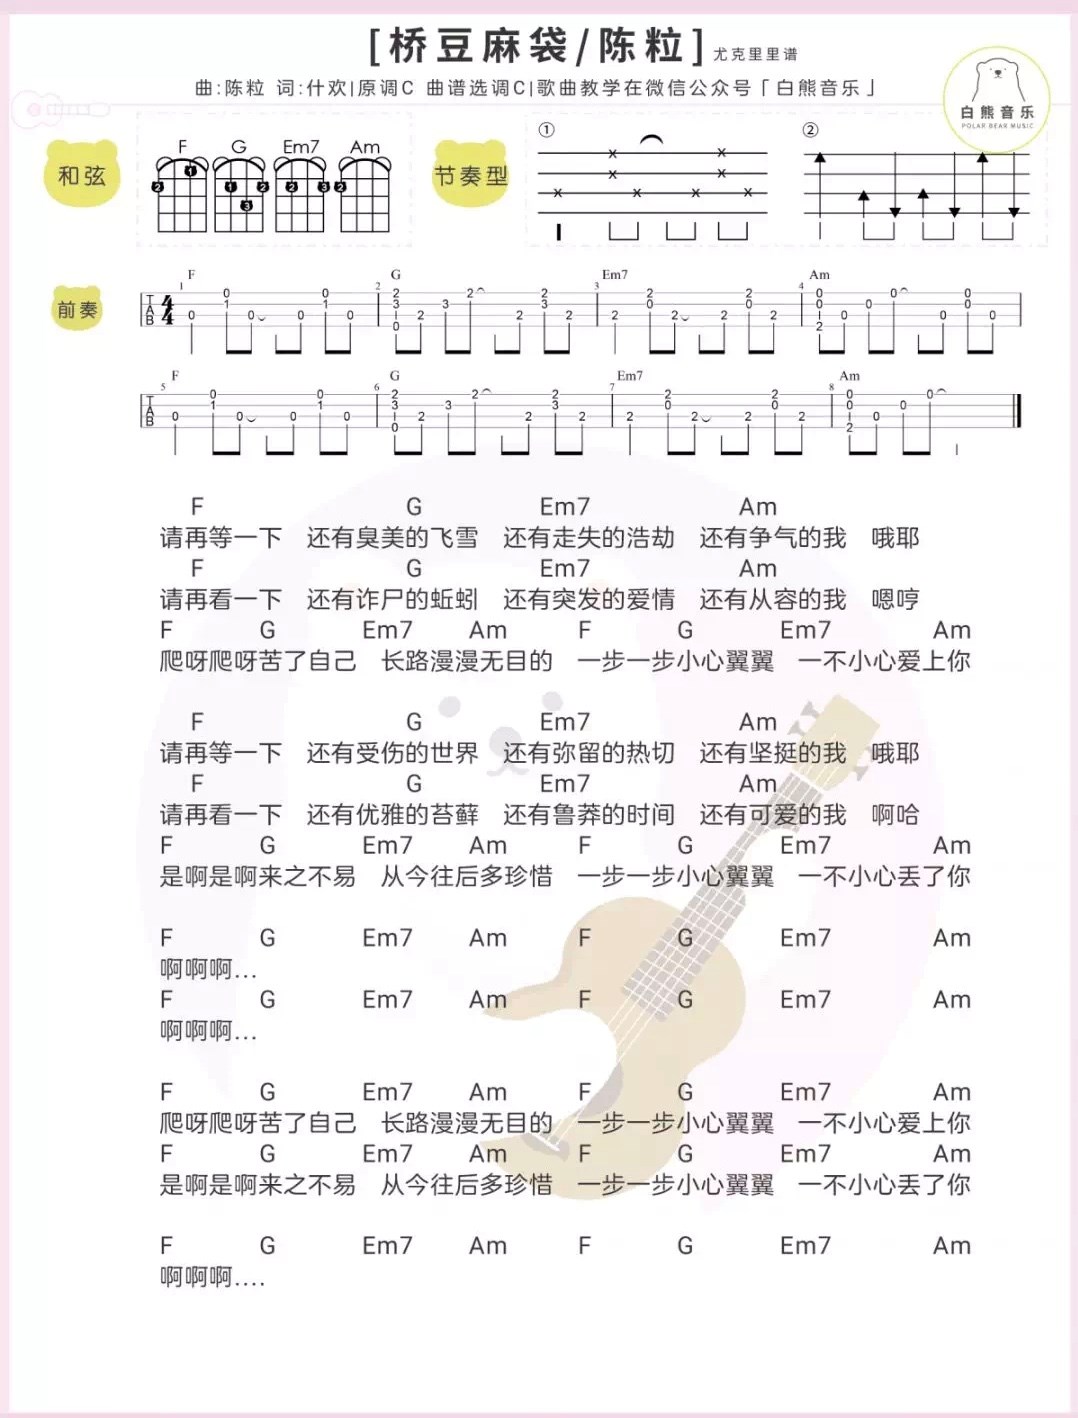 [桥豆麻袋/陈粒] 尤克里里谱
曲:陈粒 词:什欢|原调C 曲谱选调C|歌曲教学在微信公众号「白熊音乐」
白熊音乐
POLAR BEAR MUSIC
和弦
F G Em7 Am
节奏型
① ②
前奏
F G Em7 Am
F G Em7 Am
F G Em7 Am
请再等一下 还有臭美的飞雪 还有走失的浩劫 还有争气的我 哦耶
F G Em7 Am
请再看一下 还有诈尸的蚯蚓 还有突发的爱情 还有从容的我 嗯哼
F G Em7 Am F G Em7 Am
爬呀爬呀苦了自己 长路漫漫无目的 一步一步小心翼翼 一不小心爱上你
F G Em7 Am
请再等一下 还有受伤的世界 还有弥留的热切 还有坚挺的我 哦耶
F G Em7 Am
请再看一下 还有优雅的苔藓 还有鲁莽的时间 还有可爱的我 啊哈
F G Em7 Am F G Em7 Am
是啊是啊来之不易 从今往后多珍惜 一步一步小心翼翼 一不小心丢了你
F G Em7 Am F G Em7 Am
啊啊啊...
F G Em7 Am F G Em7 Am
啊啊啊...
F G Em7 Am F G Em7 Am
爬呀爬呀苦了自己 长路漫漫无目的 一步一步小心翼翼 一不小心爱上你
F G Em7 Am F G Em7 Am
是啊是啊来之不易 从今往后多珍惜 一步一步小心翼翼 一不小心丢了你
F G Em7 Am F G Em7 Am
啊啊啊....